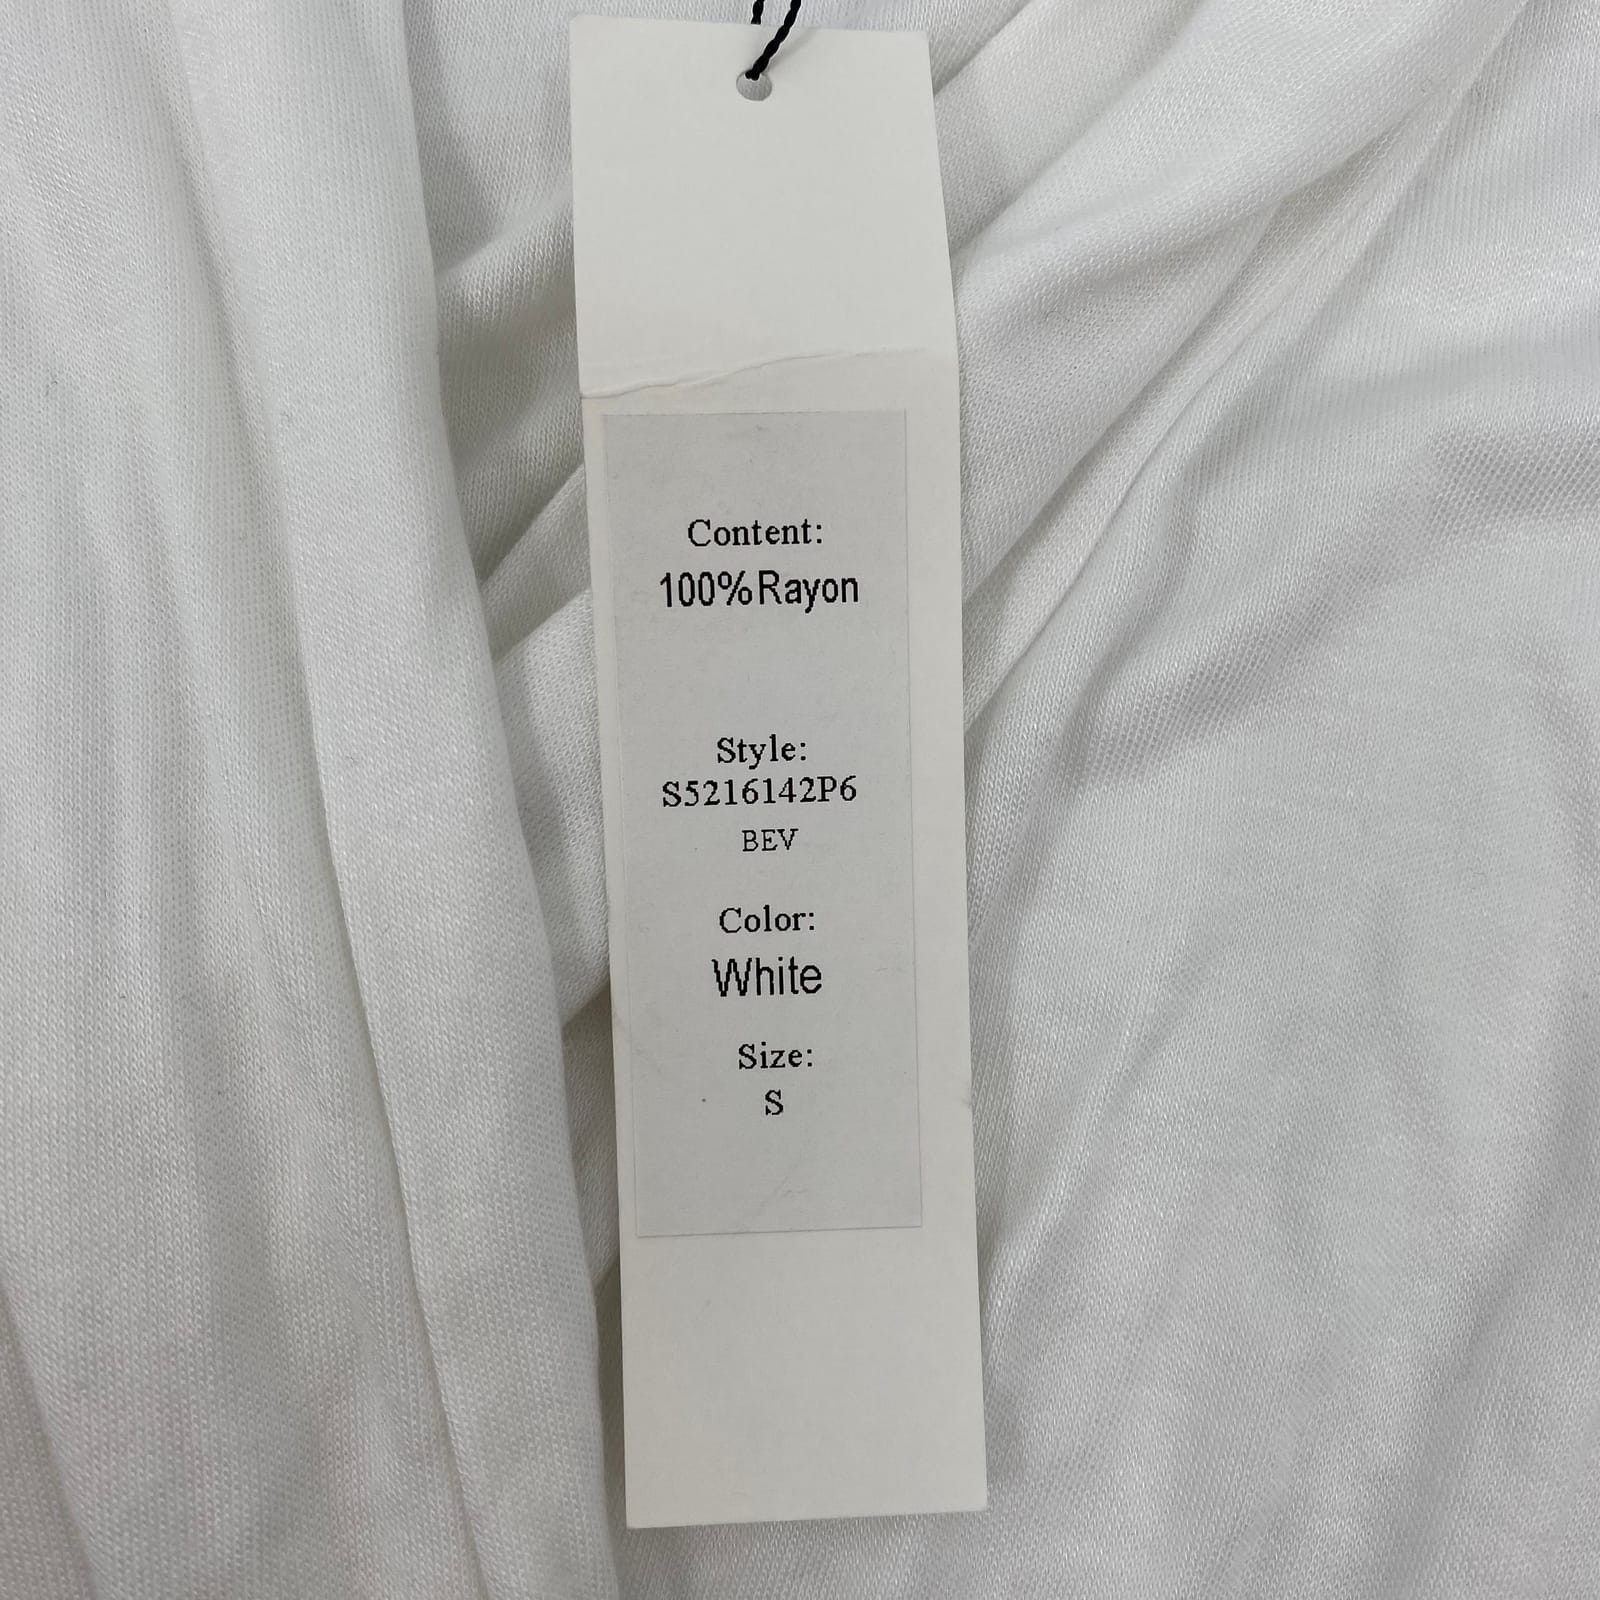 Content:
100%Rayon
Style:
S5216142P6
BEV
Color:
White
Size:
S